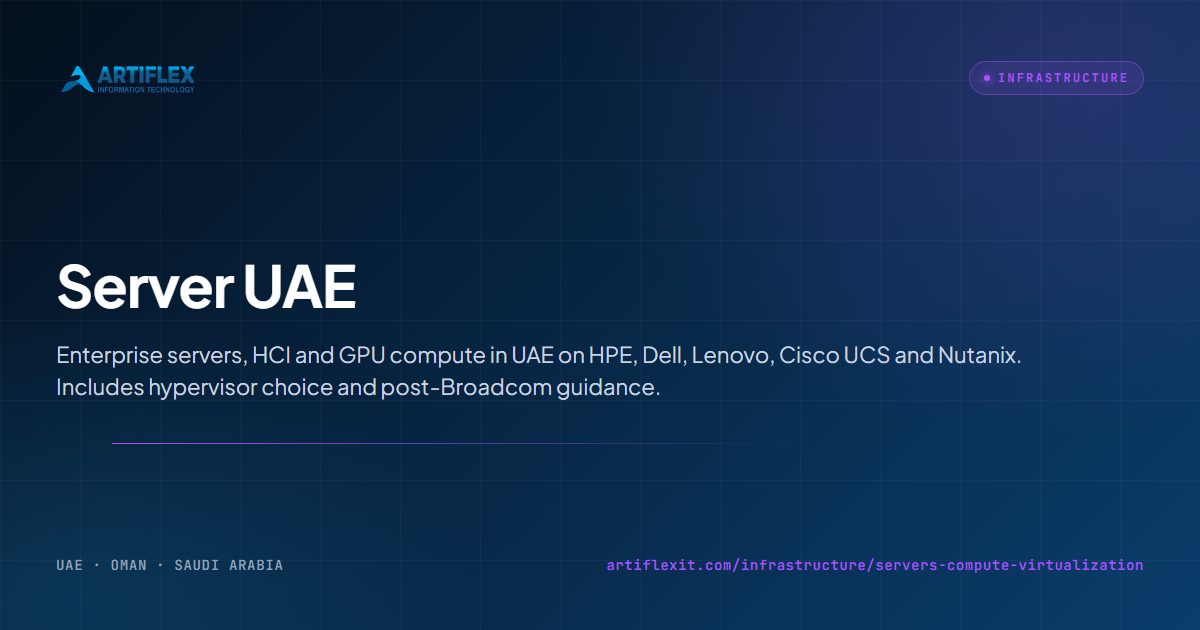 ARTIFLEX
INFORMATION TECHNOLOGY
INFRASTRUCTURE
Server UAE
Enterprise servers, HCI and GPU compute in UAE on HPE, Dell, Lenovo, Cisco UCS and Nutanix.
Includes hypervisor choice and post-Broadcom guidance.
UAE · OMAN · SAUDI ARABIA
artiflexit.com/infrastructure/servers-compute-virtualization